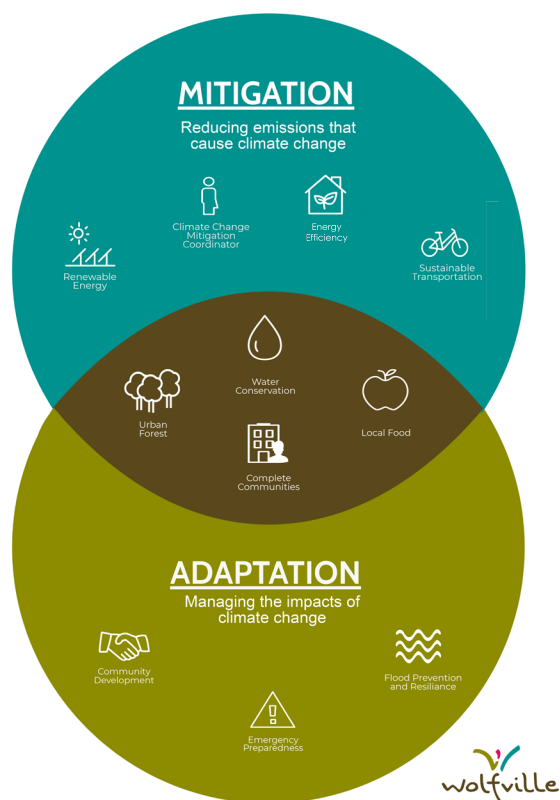 MITIGATION
Reducing emissions that
cause climate change
Climate Change
Mitigation
Coordinator
Energy
Efficiency
Renewable
Energy
Sustainable
Transportation
Water
Conservation
Urban
Forest
Local Food
Complete
Communities
ADAPTATION
Managing the impacts of
climate change
Community
Development
Flood Prevention
and Resiliance
Emergency
Preparedness
wolfville